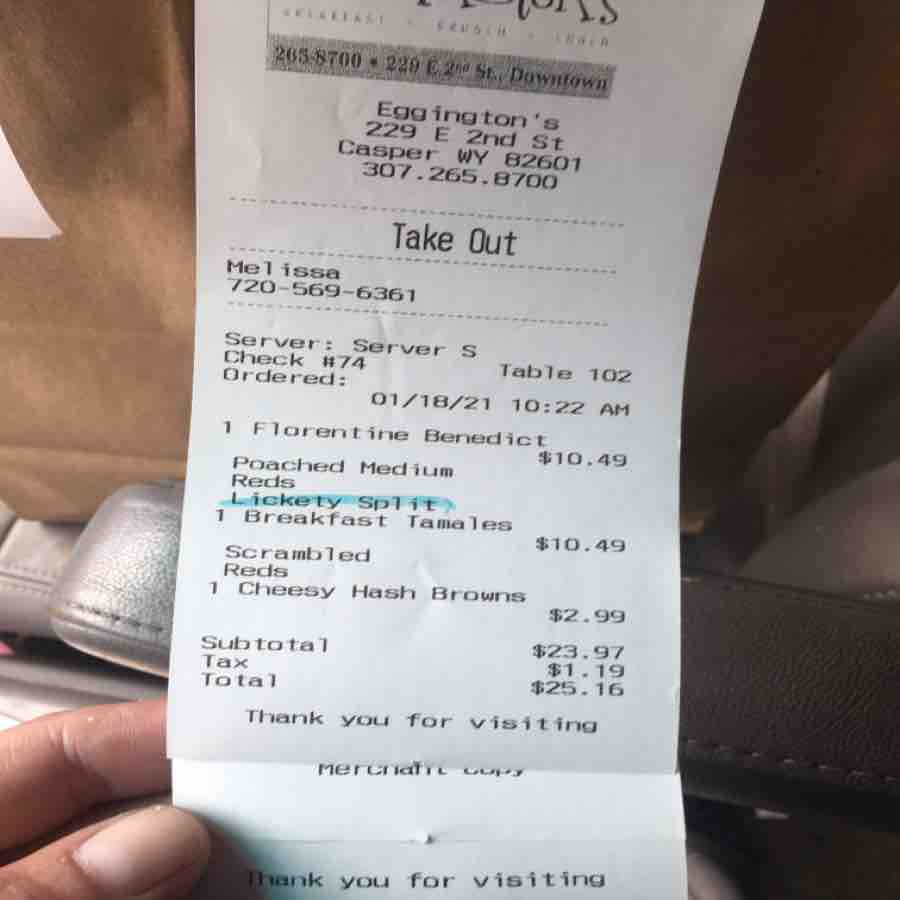 BREAKFAST • BRUNCH • LUNCH
265-8700 • 229 E. 2nd St., Downtown
Eggington's
229 E 2nd St
Casper WY 82601
307.265.8700
Take Out
Melissa
720-569-6361
Server: Server S
Check #74 Table 102
Ordered:
01/18/21 10:22 AM
1 Florentine Benedict
$10.49
Poached Medium
Reds
Lickety Split
1 Breakfast Tamales
$10.49
Scrambled
Reds
1 Cheesy Hash Browns
$2.99
Subtotal $23.97
Tax $1.19
Total $25.16
Thank you for visiting
Merchant Copy
Thank you for visiting